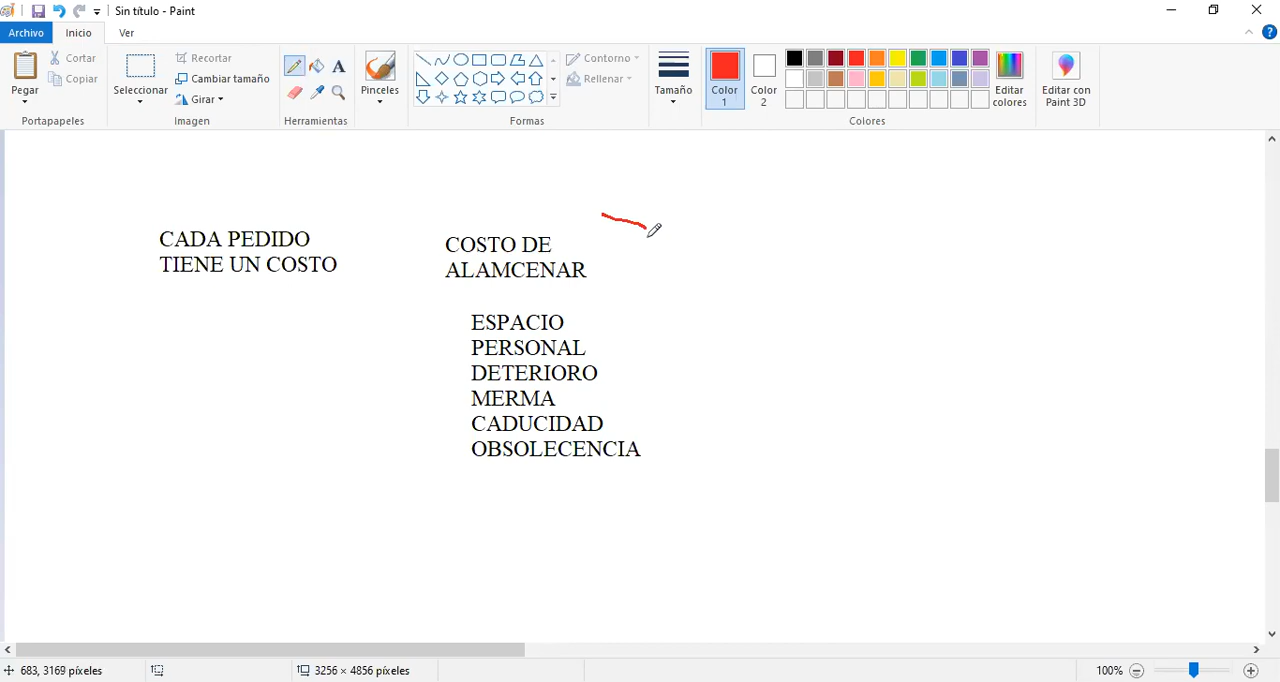 Sin título - Paint
Archivo Inicio Ver
Pegar
Cortar
Copiar
Portapapeles
Seleccionar
Recortar
Cambiar tamaño
Girar
Imagen
A
Herramientas
Pinceles
Contorno
Rellenar
Formas
Tamaño
Color
1
Color
2
Editar
colores
Colores
Editar con
Paint 3D
CADA PEDIDO
TIENE UN COSTO
COSTO DE
ALAMCENAR
ESPACIO
PERSONAL
DETERIORO
MERMA
CADUCIDAD
OBSOLECENCIA
683, 3169 píxeles
3256 × 4856 píxeles
100%